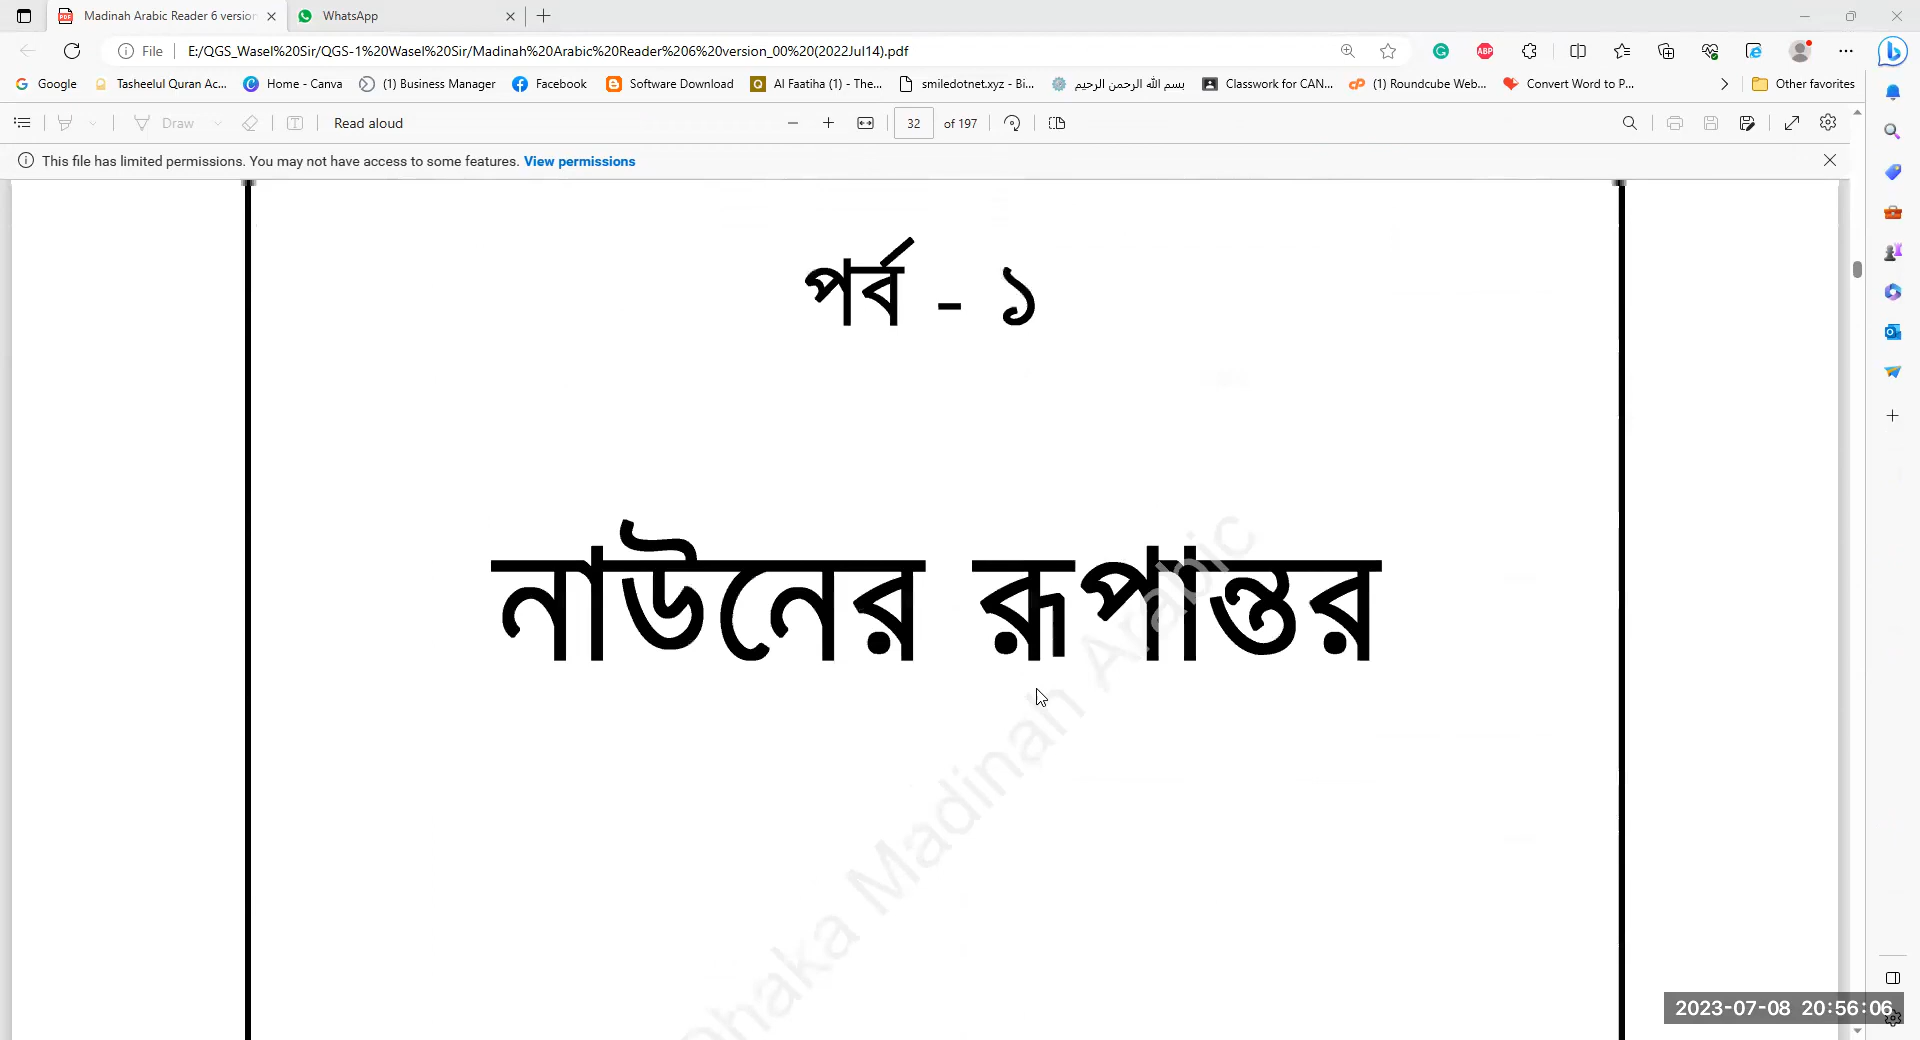 Madinah Arabic Reader 6 versio
WhatsApp
File
E:/QGS_Wasel%20Sir/QGS-1%20Wasel%20Sir/Madinah%20Arabic%20Reader%206%20version_00%20(2022Jul14).pdf
Google
Tasheelul Quran Ac...
Home - Canva
(1) Business Manager
Facebook
Software Download
Al Faatiha (1) - The...
smiledotnet.xyz - Bi...
بسم الله الرحمن الرحيم
Classwork for CAN...
(1) Roundcube Web...
Convert Word to P...
Other favorites
Draw
Read aloud
32 of 197
This file has limited permissions. You may not have access to some features. View permissions
পর্ব - ১
নাউনের রূপান্তর
Dhaka Madinah Arabic
2023-07-08 20:56:06